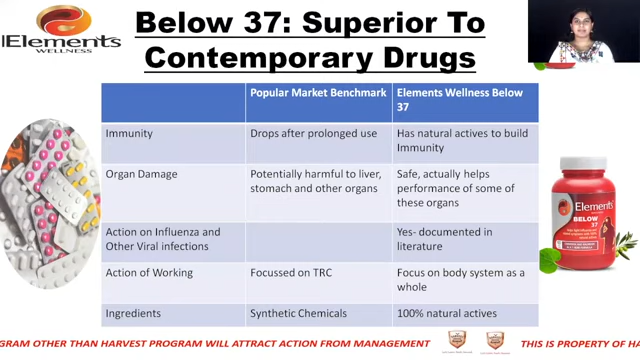 Below 37: Superior To
Contemporary Drugs
Elements
WELLNESS
Popular Market Benchmark
Elements Wellness Below
37
Immunity
Drops after prolonged use
Has natural actives to build
Immunity
Organ Damage
Potentially harmful to liver,
stomach and other organs
Safe, actually helps
performance of some of
these organs
Action on Influenza and
Other Viral infections
Yes- documented in
literature
Action of Working
Focussed on TRC
Focus on body system as a
whole
Ingredients
Synthetic Chemicals
100% natural actives
Elements
BELOW
37
GRAM OTHER THAN HARVEST PROGRAM WILL ATTRACT ACTION FROM MANAGEMENT
THIS IS PROPERTY OF HA